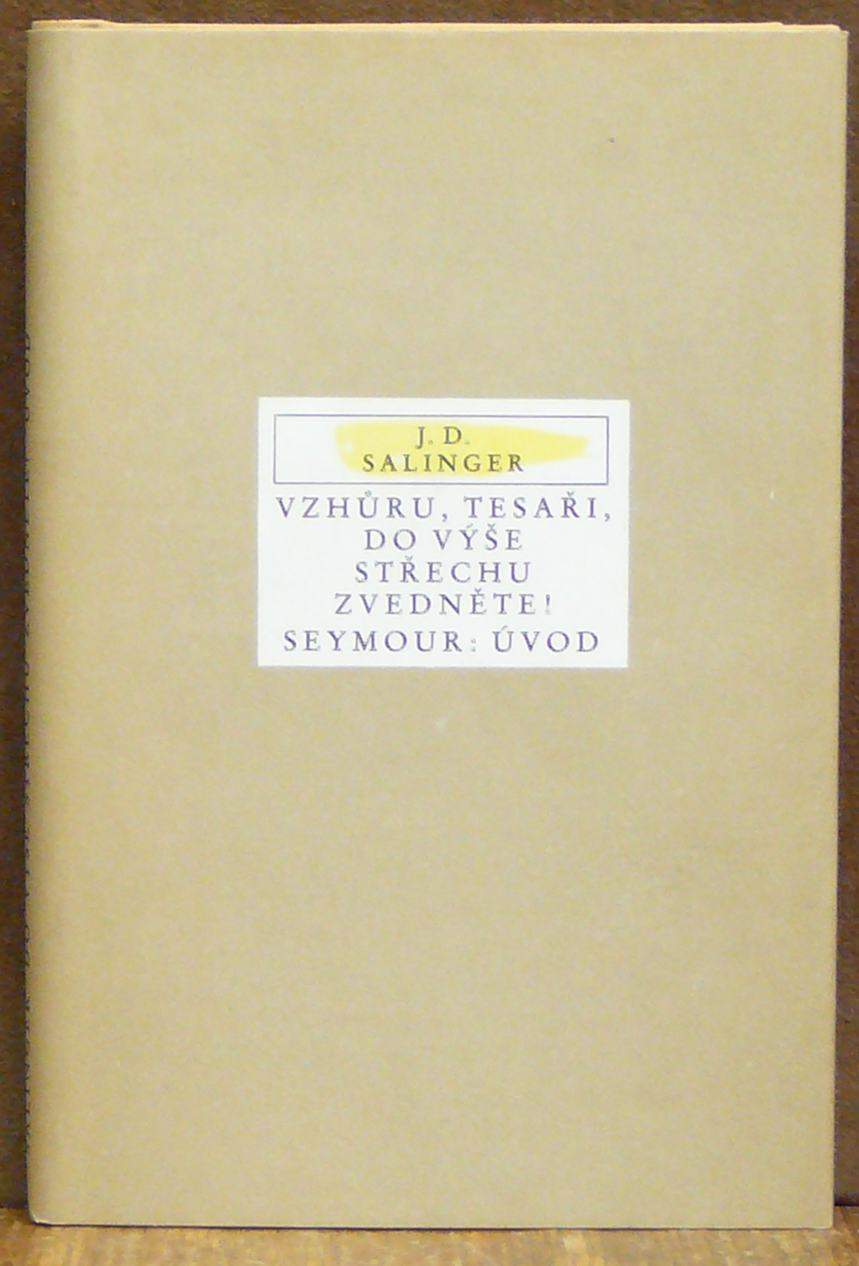 J. D.
SALINGER
VZHŮRU, TESAŘI,
DO VÝŠE
STŘECHU
ZVEDNĚTE!
SEYMOUR: ÚVOD